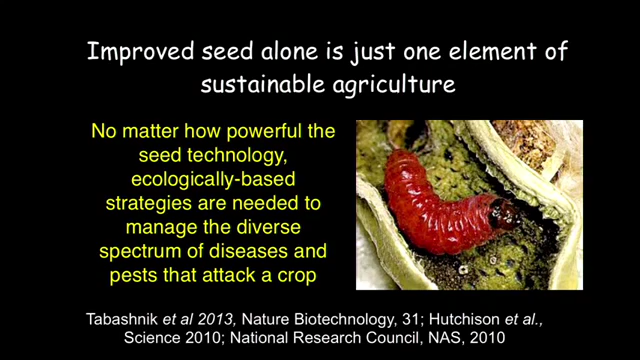 Improved seed alone is just one element of
sustainable agriculture
No matter how powerful the
seed technology,
ecologically-based
strategies are needed to
manage the diverse
spectrum of diseases and
pests that attack a crop
Tabashnik et al 2013, Nature Biotechnology, 31; Hutchison et al.,
Science 2010; National Research Council, NAS, 2010